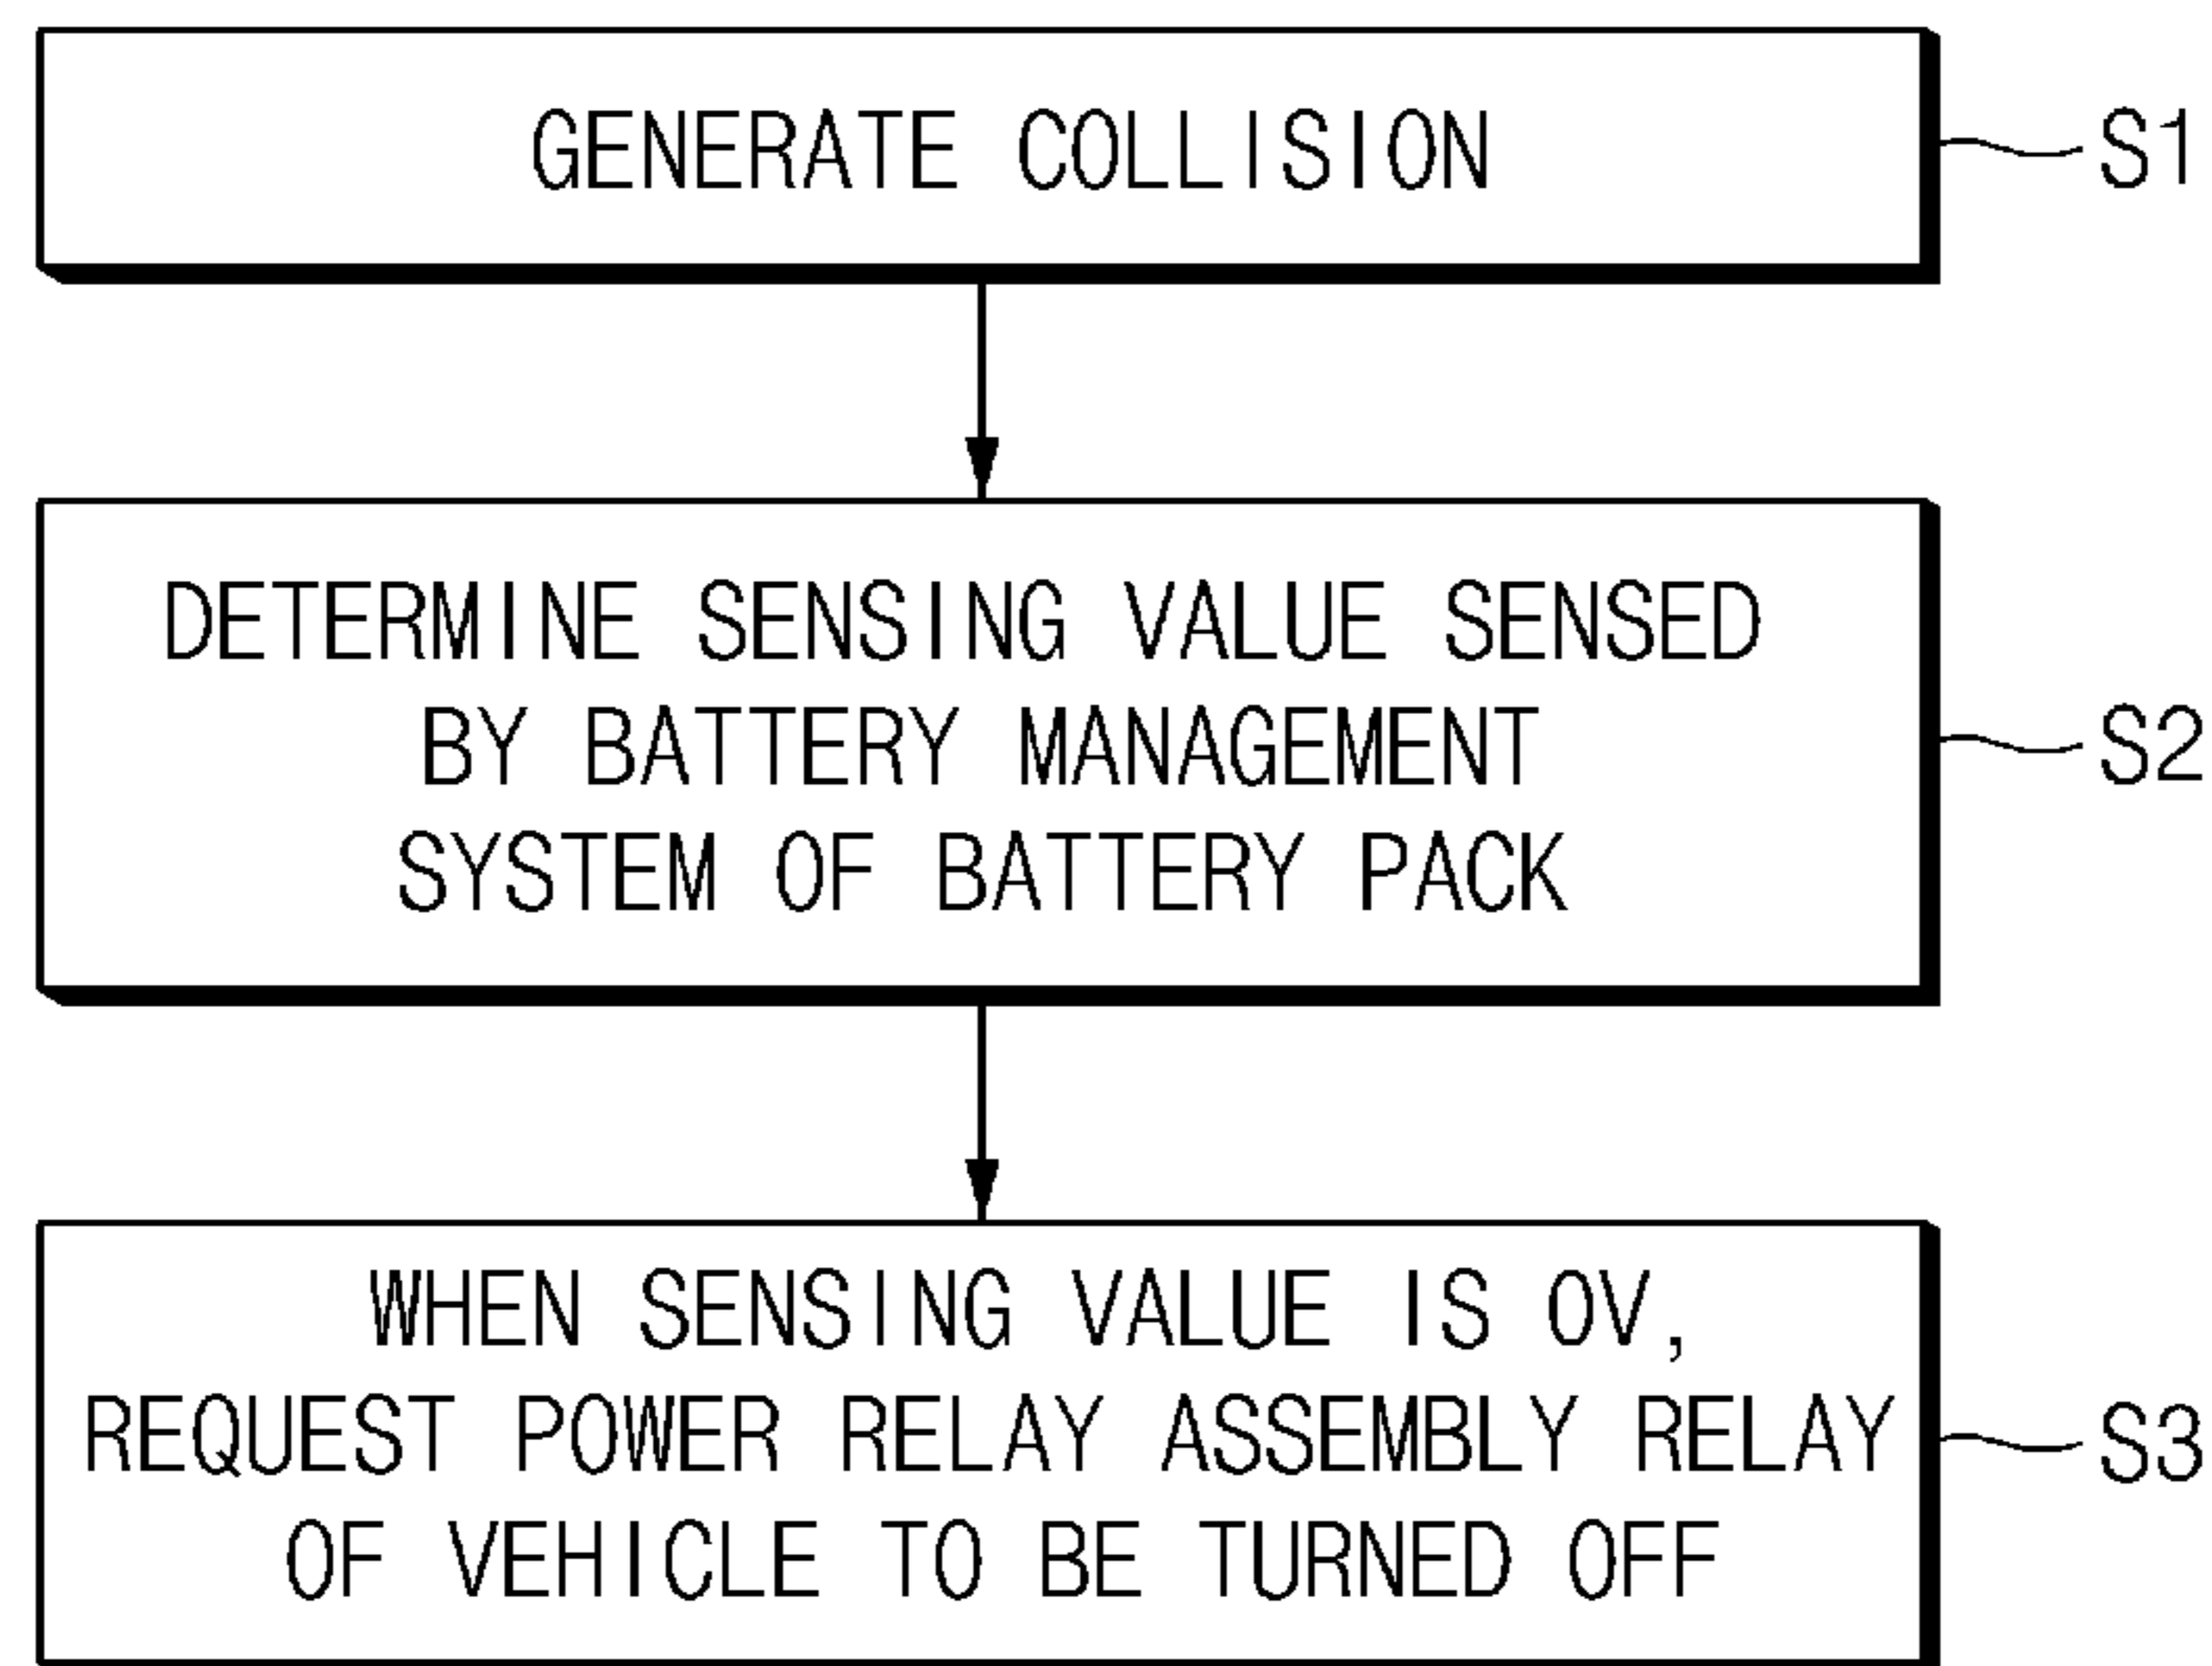 GENERATE COLLISION
S1
DETERMINE SENSING VALUE SENSED
BY BATTERY MANAGEMENT
SYSTEM OF BATTERY PACK
S2
WHEN SENSING VALUE IS 0V,
REQUEST POWER RELAY ASSEMBLY RELAY
OF VEHICLE TO BE TURNED OFF
S3